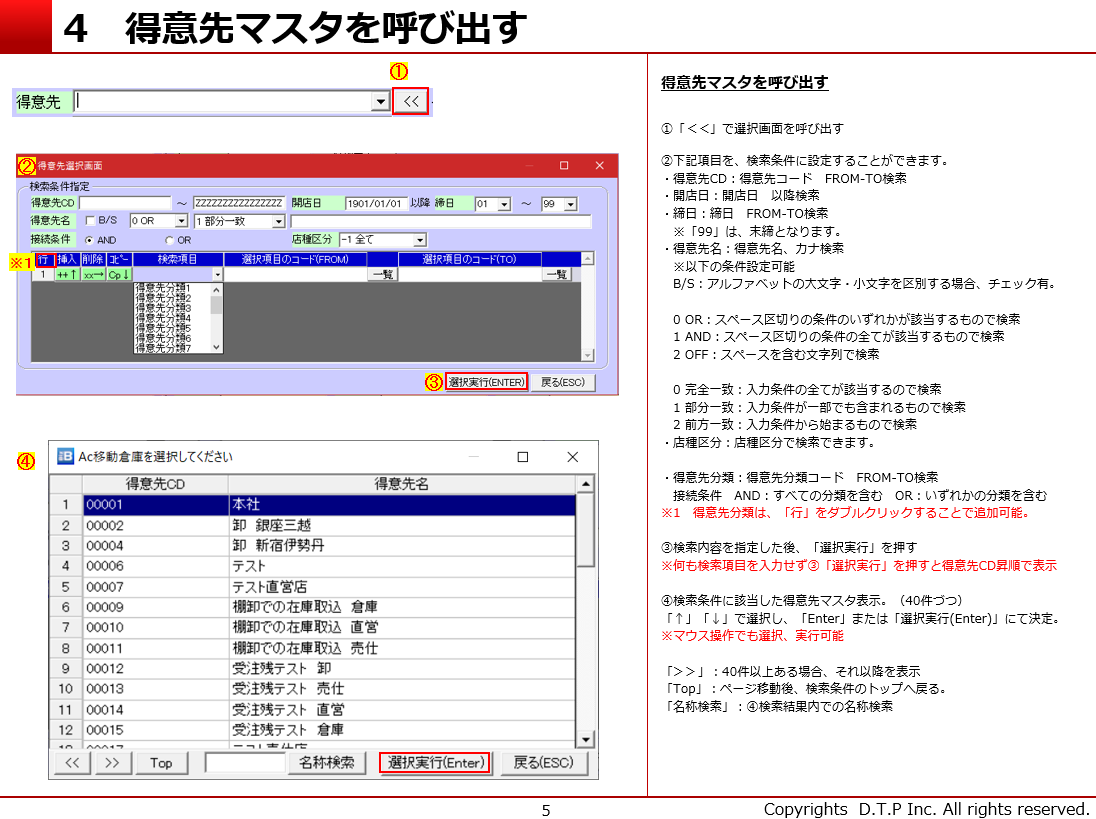 4　得意先マスタを呼び出す
①
得意先
<<
②得意先選択画面
検索条件指定
得意先CD ～ ZZZZZZZZZZZZZZZZ 開店日 1901/01/01 以降 締日 01 ～ 99
得意先名 B/S 0 OR 1 部分一致
接続条件 AND OR 店種区分 -1 全て
※1
行 挿入 削除 ｺﾋﾟｰ 検索項目 選択項目のコード(FROM) 選択項目のコード(TO)
1 ++↑ xx→ Cp↓ 一覧 一覧
得意先分類1
得意先分類2
得意先分類3
得意先分類4
得意先分類5
得意先分類6
得意先分類7
③ 選択実行(ENTER) 戻る(ESC)
④
Ac移動倉庫を選択してください
得意先CD 得意先名
1 00001 本社
2 00002 卸　銀座三越
3 00004 卸　新宿伊勢丹
4 00006 テスト
5 00007 テスト直営店
6 00009 棚卸での在庫取込　倉庫
7 00010 棚卸での在庫取込　直営
8 00011 棚卸での在庫取込　売仕
9 00012 受注残テスト　卸
10 00013 受注残テスト　売仕
11 00014 受注残テスト　直営
12 00015 受注残テスト　倉庫
<< >> Top 名称検索 選択実行(Enter) 戻る(ESC)
得意先マスタを呼び出す
①「＜＜」で選択画面を呼び出す
②下記項目を、検索条件に設定することができます。
・得意先CD：得意先コード　FROM-TO検索
・開店日：開店日　以降検索
・締日：締日　FROM-TO検索
※「99」は、末締となります。
・得意先名：得意先名、カナ検索
※以下の条件設定可能
B/S：アルファベットの大文字・小文字を区別する場合、チェック有。
0 OR：スペース区切りの条件のいずれかが該当するもので検索
1 AND：スペース区切りの条件の全てが該当するもので検索
2 OFF：スペースを含む文字列で検索
0 完全一致：入力条件の全てが該当するので検索
1 部分一致：入力条件が一部でも含まれるもので検索
2 前方一致：入力条件から始まるもので検索
・店種区分：店種区分で検索できます。
・得意先分類：得意先分類コード　FROM-TO検索
接続条件　AND：すべての分類を含む　OR：いずれかの分類を含む
※1　得意先分類は、「行」をダブルクリックすることで追加可能。
③検索内容を指定した後、「選択実行」を押す
※何も検索項目を入力せず③「選択実行」を押すと得意先CD昇順で表示
④検索条件に該当した得意先マスタ表示。（40件づつ）
「↑」「↓」で選択し、「Enter」または「選択実行(Enter)」にて決定。
※マウス操作でも選択、実行可能
「＞＞」：40件以上ある場合、それ以降を表示
「Top」：ページ移動後、検索条件のトップへ戻る。
「名称検索」：④検索結果内での名称検索
5
Copyrights D.T.P Inc. All rights reserved.